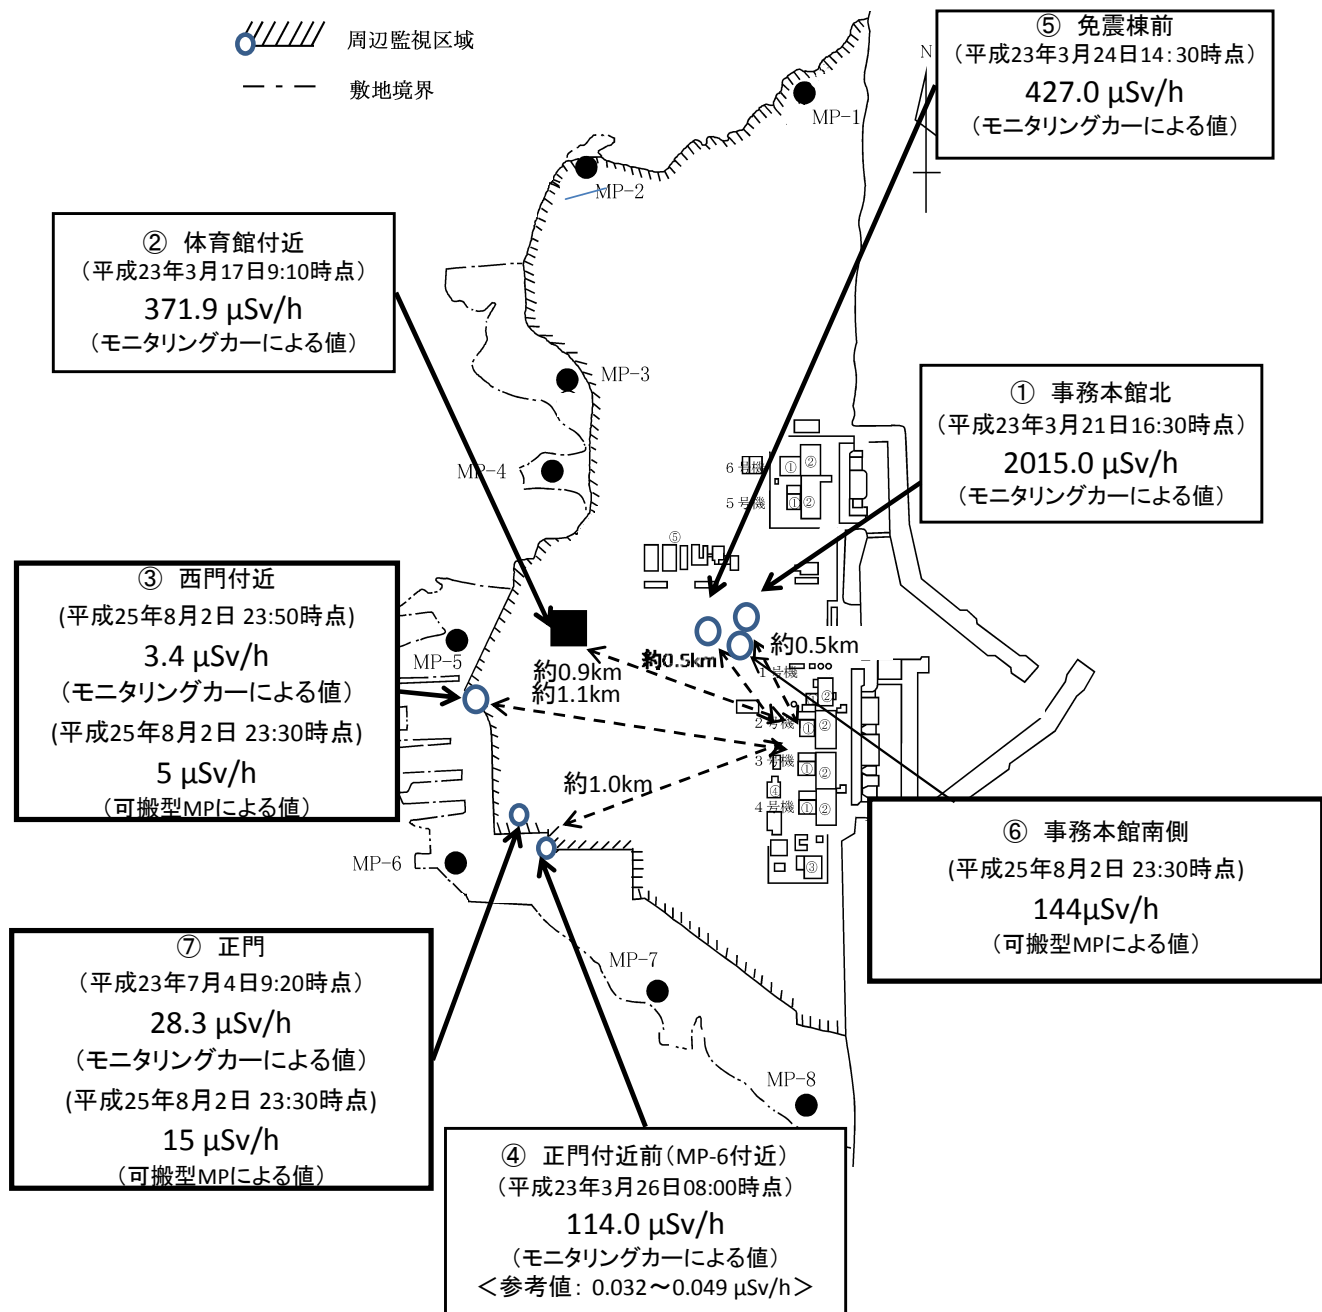 周辺監視区域
敷地境界
⑤ 免震棟前
（平成23年3月24日14：30時点）
427.0 μSv/h
（モニタリングカーによる値）
N
MP-1
MP-2
② 体育館付近
（平成23年3月17日9:10時点）
371.9 μSv/h
（モニタリングカーによる値）
MP-3
① 事務本館北
（平成23年3月21日16:30時点）
2015.0 μSv/h
（モニタリングカーによる値）
MP-4
6号機
①
②
5号機
①
②
⑤
③ 西門付近
(平成25年8月2日 23:50時点)
3.4 μSv/h
（モニタリングカーによる値）
(平成25年8月2日 23:30時点)
5 μSv/h
（可搬型MPによる値）
MP-5
約0.9km
約1.1km
約0.5km
約0.5km
1号機
②
2号機
①
②
3号機
①
②
約1.0km
④
4号機
①
②
③
MP-6
⑥ 事務本館南側
(平成25年8月2日 23:30時点)
144μSv/h
（可搬型MPによる値）
⑦ 正門
（平成23年7月4日9:20時点）
28.3 μSv/h
（モニタリングカーによる値）
(平成25年8月2日 23:30時点)
15 μSv/h
（可搬型MPによる値）
MP-7
MP-8
④ 正門付近前（MP-6付近）
（平成23年3月26日08:00時点）
114.0 μSv/h
（モニタリングカーによる値）
＜参考値： 0.032～0.049 μSv/h＞